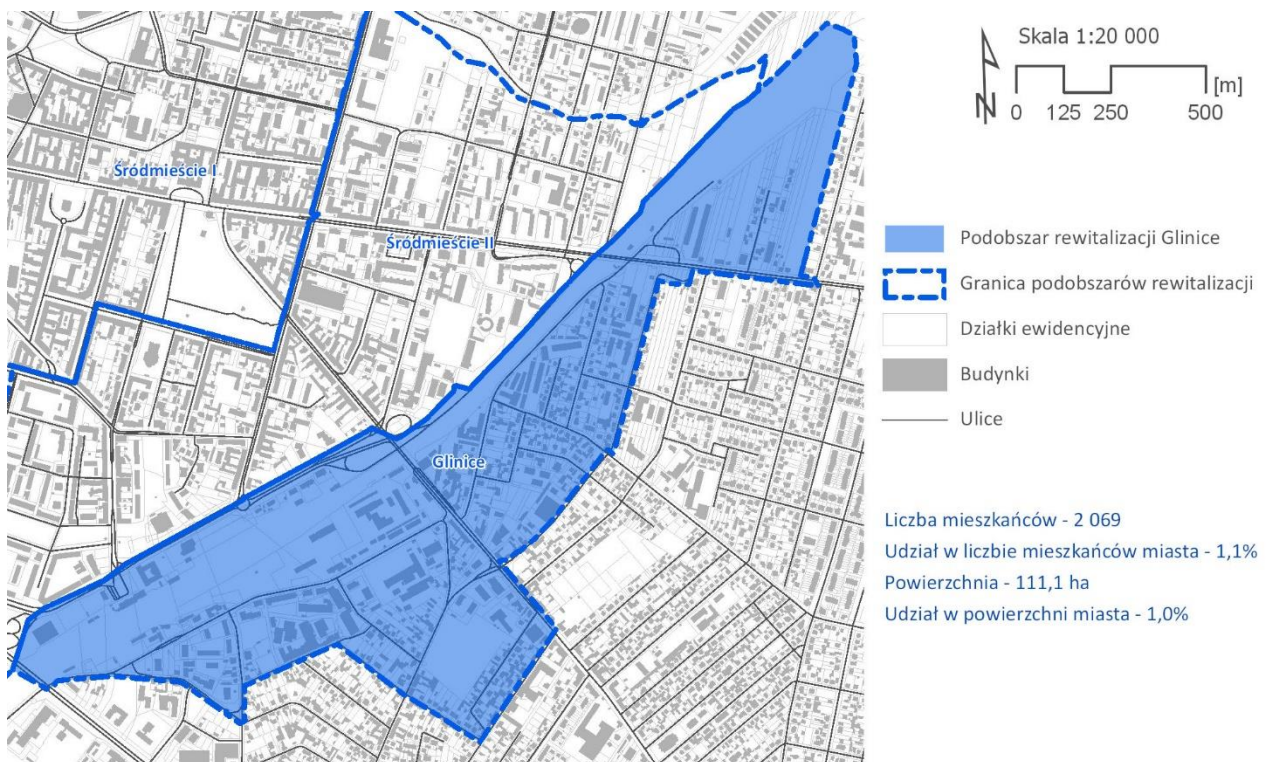 Śródmieście I
Śródmieście II
Glinice
Skala 1:20 000
N
[m]
0 125 250 500
Podobszar rewitalizacji Glinice
Granica podobszarów rewitalizacji
Działki ewidencyjne
Budynki
Ulice
Liczba mieszkańców - 2 069
Udział w liczbie mieszkańców miasta - 1,1%
Powierzchnia - 111,1 ha
Udział w powierzchni miasta - 1,0%